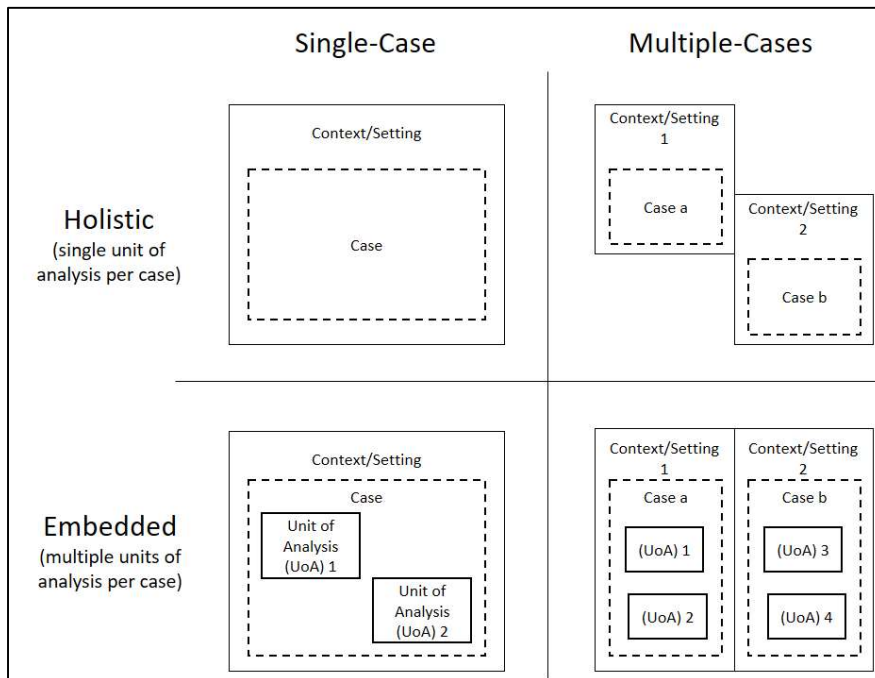 Single-Case
Multiple-Cases
Holistic
(single unit of
analysis per case)
Context/Setting
Case
Context/Setting
1
Case a
Context/Setting
2
Case b
Embedded
(multiple units of
analysis per case)
Context/Setting
Case
Unit of
Analysis
(UoA) 1
Unit of
Analysis
(UoA) 2
Context/Setting
1
Case a
(UoA) 1
(UoA) 2
Context/Setting
2
Case b
(UoA) 3
(UoA) 4